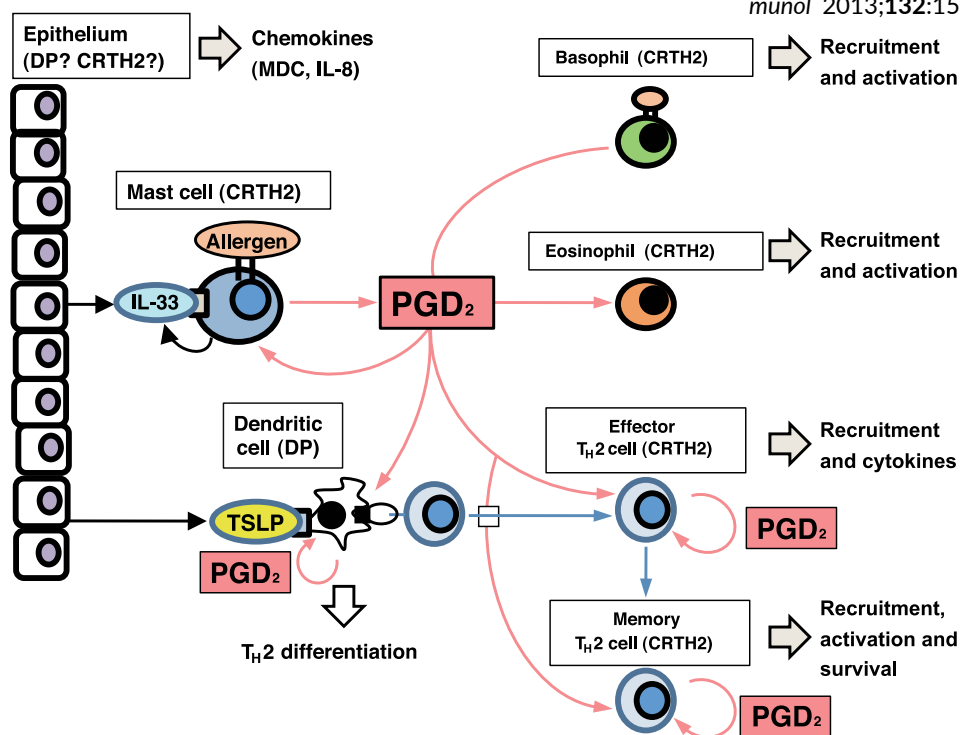 munol 2013;132:15
Epithelium
(DP? CRTH2?)
Chemokines
(MDC, IL-8)
Basophil (CRTH2)
Recruitment
and activation
Mast cell (CRTH2)
Allergen
IL-33
PGD2
Eosinophil (CRTH2)
Recruitment
and activation
Dendritic
cell (DP)
TSLP
PGD2
TH2 differentiation
Effector
TH2 cell (CRTH2)
Recruitment
and cytokines
PGD2
Memory
TH2 cell (CRTH2)
Recruitment,
activation and
survival
PGD2